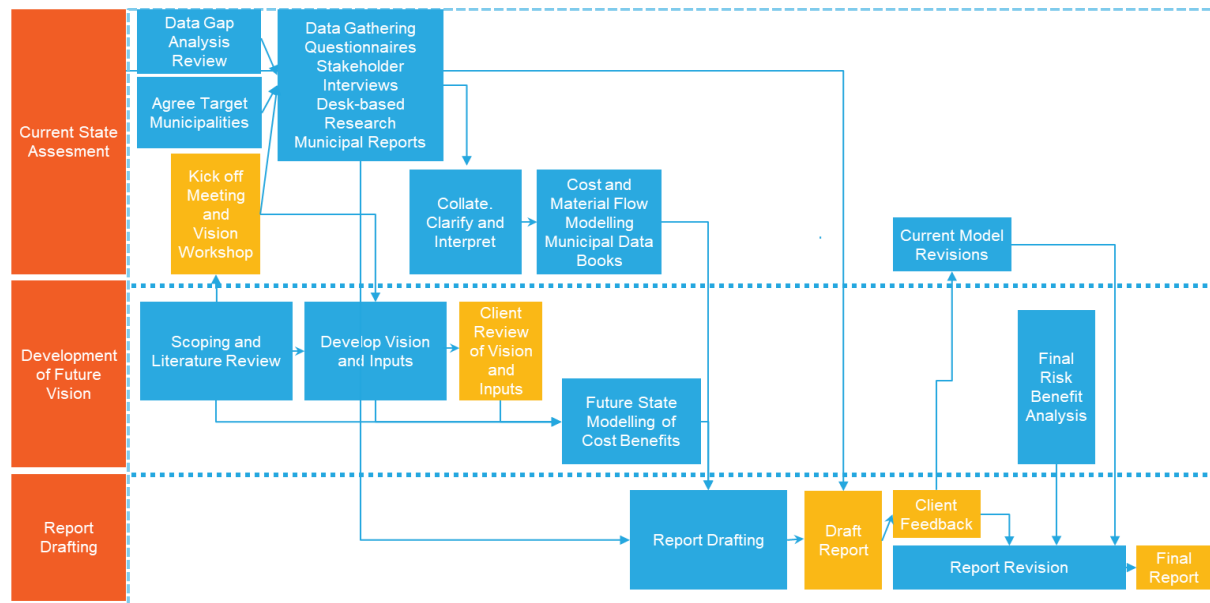 Current State
Assesment
Data Gap
Analysis
Review
Agree Target
Municipalities
Kick off
Meeting
and
Vision
Workshop
Data Gathering
Questionnaires
Stakeholder
Interviews
Desk-based
Research
Municipal Reports
Collate.
Clarify and
Interpret
Cost and
Material Flow
Modelling
Municipal Data
Books
Current Model
Revisions
Development
of Future
Vision
Scoping and
Literature Review
Develop Vision
and Inputs
Client
Review
of Vision
and
Inputs
Future State
Modelling of
Cost Benefits
Final
Risk
Benefit
Analysis
Report
Drafting
Report Drafting
Draft
Report
Client
Feedback
Report Revision
Final
Report